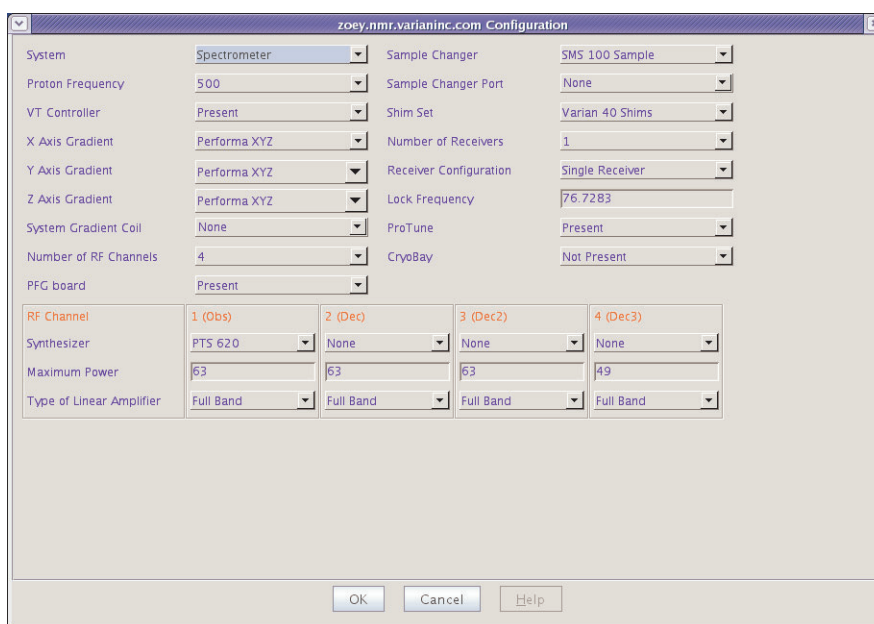 zoey.nmr.varianinc.com Configuration
System Spectrometer Sample Changer SMS 100 Sample
Proton Frequency 500 Sample Changer Port None
VT Controller Present Shim Set Varian 40 Shims
X Axis Gradient Performa XYZ Number of Receivers 1
Y Axis Gradient Performa XYZ Receiver Configuration Single Receiver
Z Axis Gradient Performa XYZ Lock Frequency 76.7283
System Gradient Coil None ProTune Present
Number of RF Channels 4 CryoBay Not Present
PFG board Present
RF Channel 1 (Obs) 2 (Dec) 3 (Dec2) 4 (Dec3)
Synthesizer PTS 620 None None None
Maximum Power 63 63 63 49
Type of Linear Amplifier Full Band Full Band Full Band Full Band
OK Cancel Help